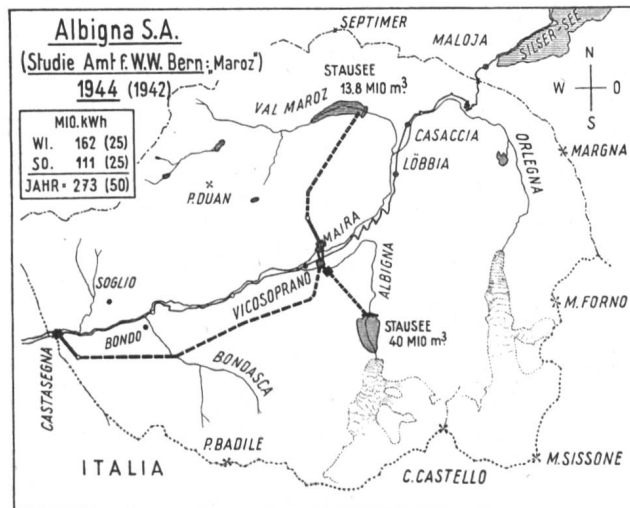 Albigna S.A.
(Studie Amt f. W.W. Bern: „Maroz")
1944 (1942)
MIO.kWh
WI. 162 (25)
SO. 111 (25)
JAHR = 273 (50)
SEPTIMER
MALOJA
SILSER-SEE
N
W O
S
STAUSEE
13.8 MIO m³
VAL MAROZ
CASACCIA
LÖBBIA
ORLEGNA
MARGNA
P.DUAN
MAIRA
ALBIGNA
SOGLIO
VICOSOPRANO
M.FORNO
BONDO
STAUSEE
40 MIO m³
CASTASEGNA
BONDASCA
ITALIA
P.BADILE
C.CASTELLO
M.SISSONE